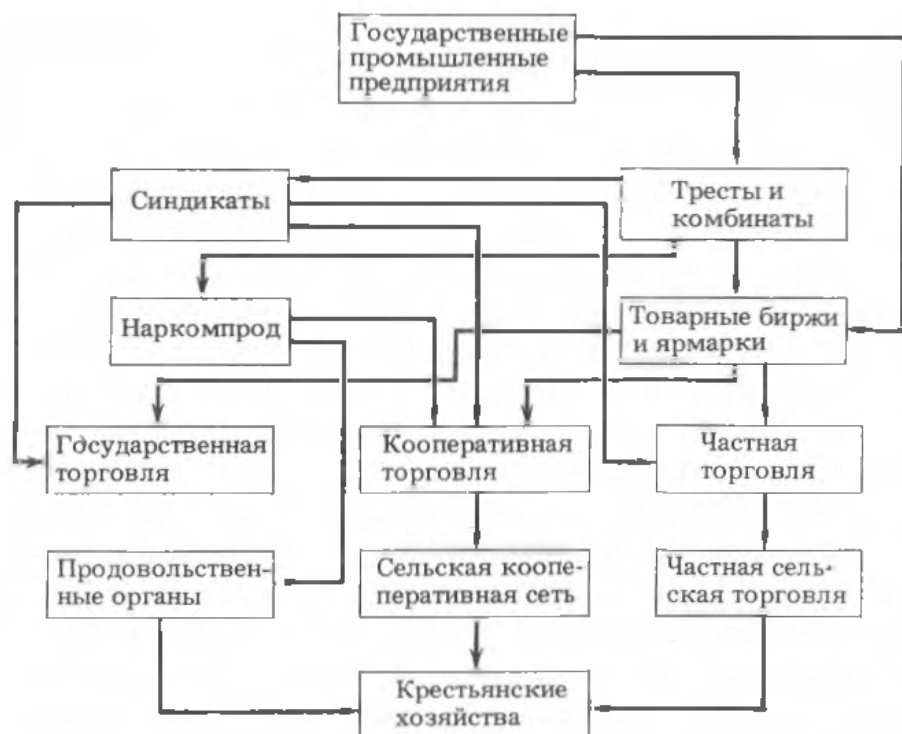 Государственные
промышленные
предприятия
Синдикаты
Тресты и
комбинаты
Наркомпрод
Товарные биржи
и ярмарки
Государственная
торговля
Кооперативная
торговля
Частная
торговля
Продовольствен-
ные органы
Сельская коопе-
ративная сеть
Частная сель-
ская торговля
Крестьянские
хозяйства